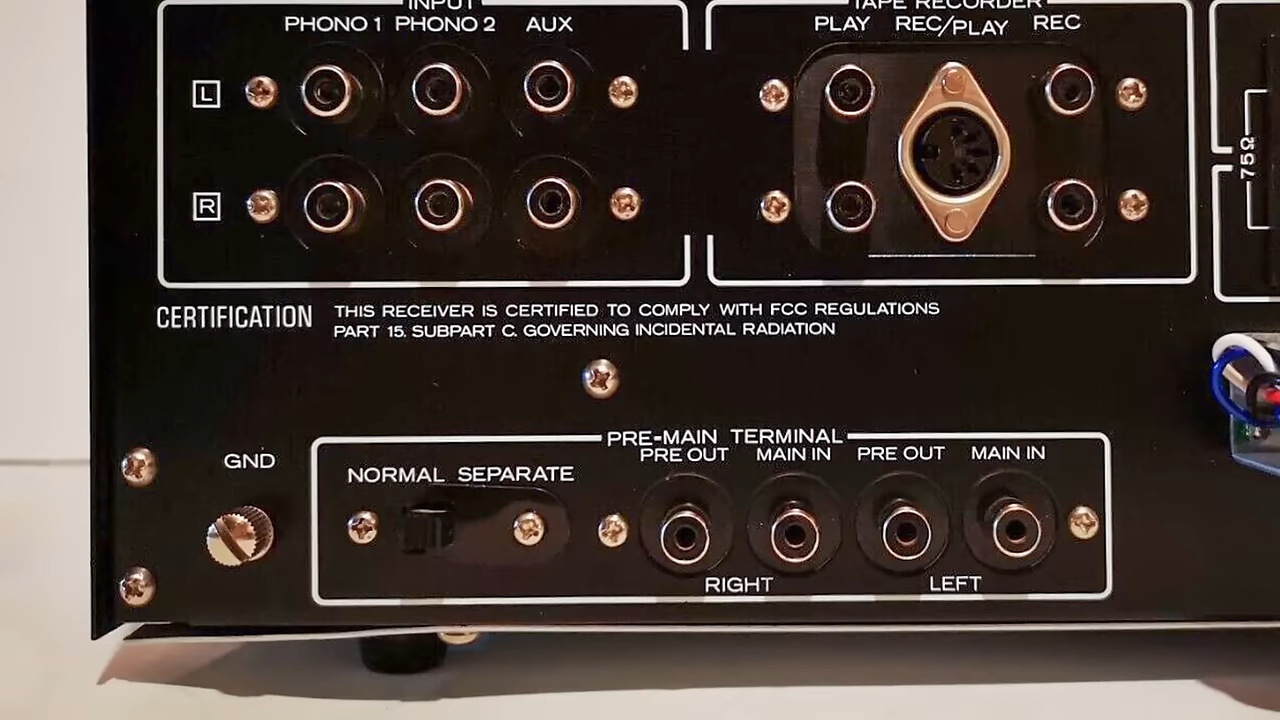 INPUT
PHONO 1 PHONO 2 AUX
L
R
TAPE RECORDER
PLAY REC/PLAY REC
75Ω
CERTIFICATION
THIS RECEIVER IS CERTIFIED TO COMPLY WITH FCC REGULATIONS
PART 15. SUBPART C. GOVERNING INCIDENTAL RADIATION
GND
PRE-MAIN TERMINAL
NORMAL SEPARATE
PRE OUT MAIN IN PRE OUT MAIN IN
RIGHT LEFT